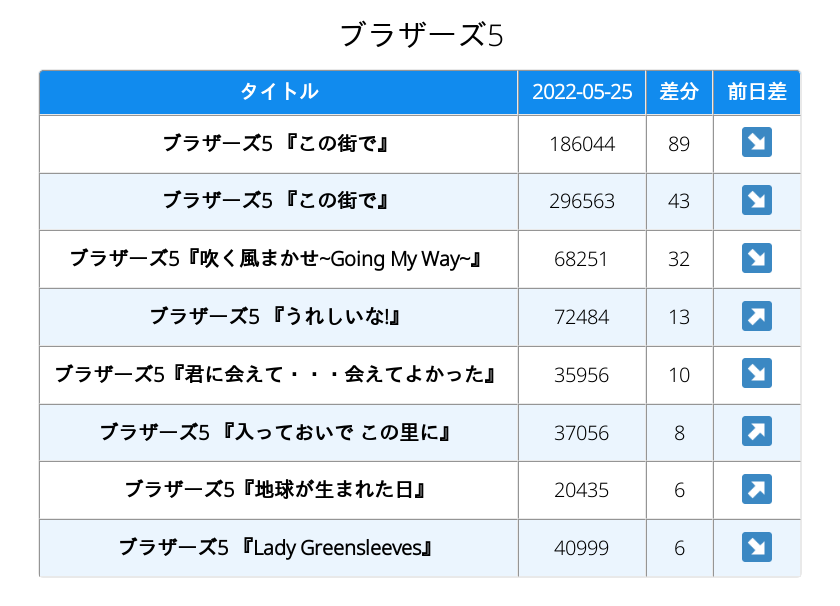 ブラザーズ5
タイトル 2022-05-25 差分 前日差
ブラザーズ5 『この街で』 186044 89 ↘
ブラザーズ5 『この街で』 296563 43 ↘
ブラザーズ5『吹く風まかせ~Going My Way~』 68251 32 ↘
ブラザーズ5 『うれしいな!』 72484 13 ↗
ブラザーズ5『君に会えて・・・会えてよかった』 35956 10 ↘
ブラザーズ5 『入っておいで この里に』 37056 8 ↗
ブラザーズ5『地球が生まれた日』 20435 6 ↗
ブラザーズ5 『Lady Greensleeves』 40999 6 ↘